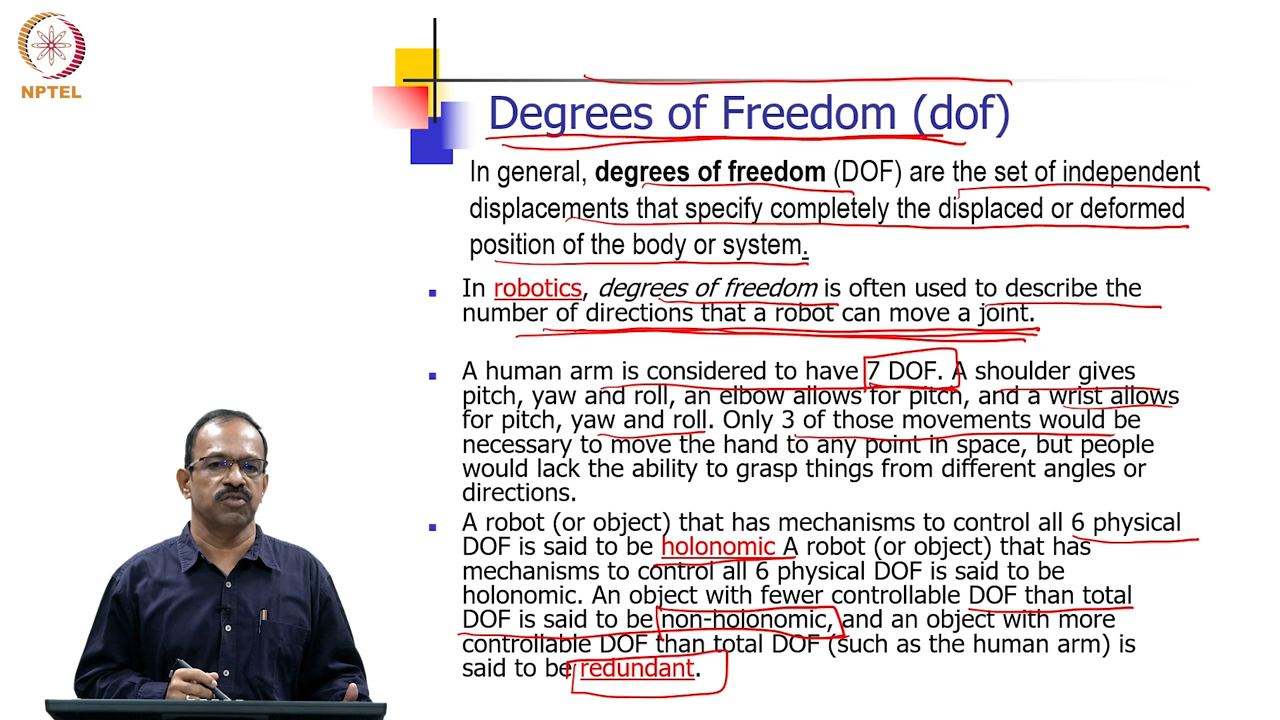 NPTEL
Degrees of Freedom (dof)
In general, degrees of freedom (DOF) are the set of independent
displacements that specify completely the displaced or deformed
position of the body or system.
In robotics, degrees of freedom is often used to describe the
number of directions that a robot can move a joint.
A human arm is considered to have 7 DOF. A shoulder gives
pitch, yaw and roll, an elbow allows for pitch, and a wrist allows
for pitch, yaw and roll. Only 3 of those movements would be
necessary to move the hand to any point in space, but people
would lack the ability to grasp things from different angles or
directions.
A robot (or object) that has mechanisms to control all 6 physical
DOF is said to be holonomic A robot (or object) that has
mechanisms to control all 6 physical DOF is said to be
holonomic. An object with fewer controllable DOF than total
DOF is said to be non-holonomic, and an object with more
controllable DOF than total DOF (such as the human arm) is
said to be redundant.